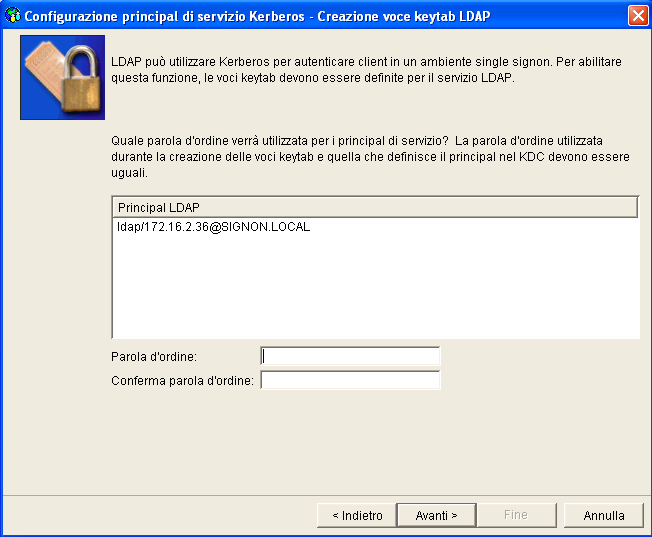 Configurazione principal di servizio Kerberos - Creazione voce keytab LDAP
LDAP può utilizzare Kerberos per autenticare client in un ambiente single signon. Per abilitare
questa funzione, le voci keytab devono essere definite per il servizio LDAP.
Quale parola d'ordine verrà utilizzata per i principal di servizio? La parola d'ordine utilizzata
durante la creazione delle voci keytab e quella che definisce il principal nel KDC devono essere
uguali.
Principal LDAP
ldap/172.16.2.36@SIGNON.LOCAL
Parola d'ordine:
Conferma parola d'ordine:
< Indietro
Avanti >
Fine
Annulla